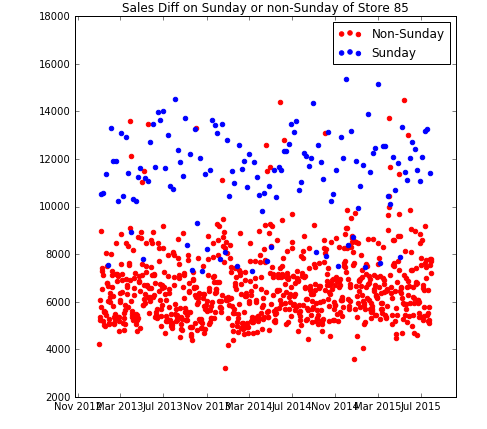 Sales Diff on Sunday or non-Sunday of Store 85
18000
16000
14000
12000
10000
8000
6000
4000
2000
Non-Sunday
Sunday
Nov 2012 Mar 2013 Jul 2013 Nov 2013 Mar 2014 Jul 2014 Nov 2014 Mar 2015 Jul 2015